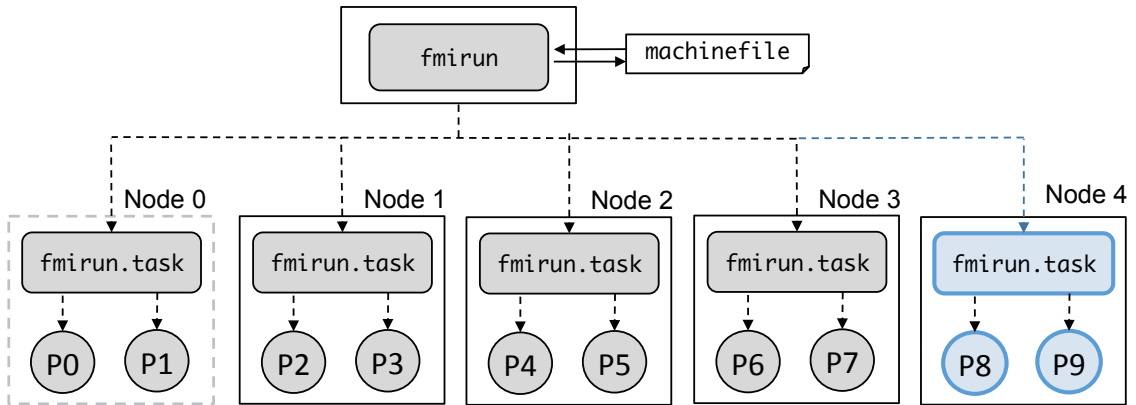 fmirun
machinefile
Node 0
Node 1
Node 2
Node 3
Node 4
fmirun.task
fmirun.task
fmirun.task
fmirun.task
fmirun.task
P0
P1
P2
P3
P4
P5
P6
P7
P8
P9